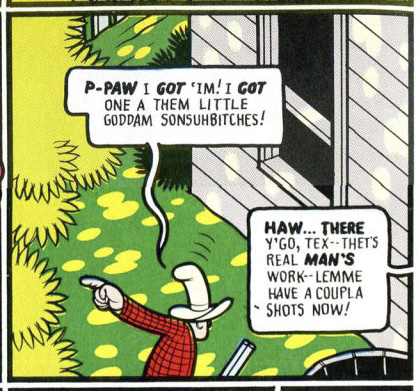 P-PAW I GOT 'IM! I GOT
ONE A THEM LITTLE
GODDAM SONSUHBITCHES!
HAW... THERE
Y'GO, TEX--THET'S
REAL MAN'S
WORK--LEMME
HAVE A COUPLA
SHOTS NOW!